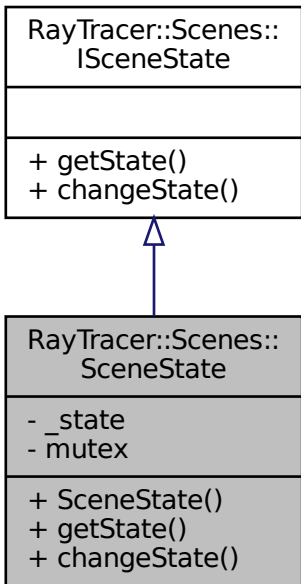 RayTracer::Scenes::
ISceneState
+ getState()
+ changeState()
RayTracer::Scenes::
SceneState
- _state
- mutex
+ SceneState()
+ getState()
+ changeState()